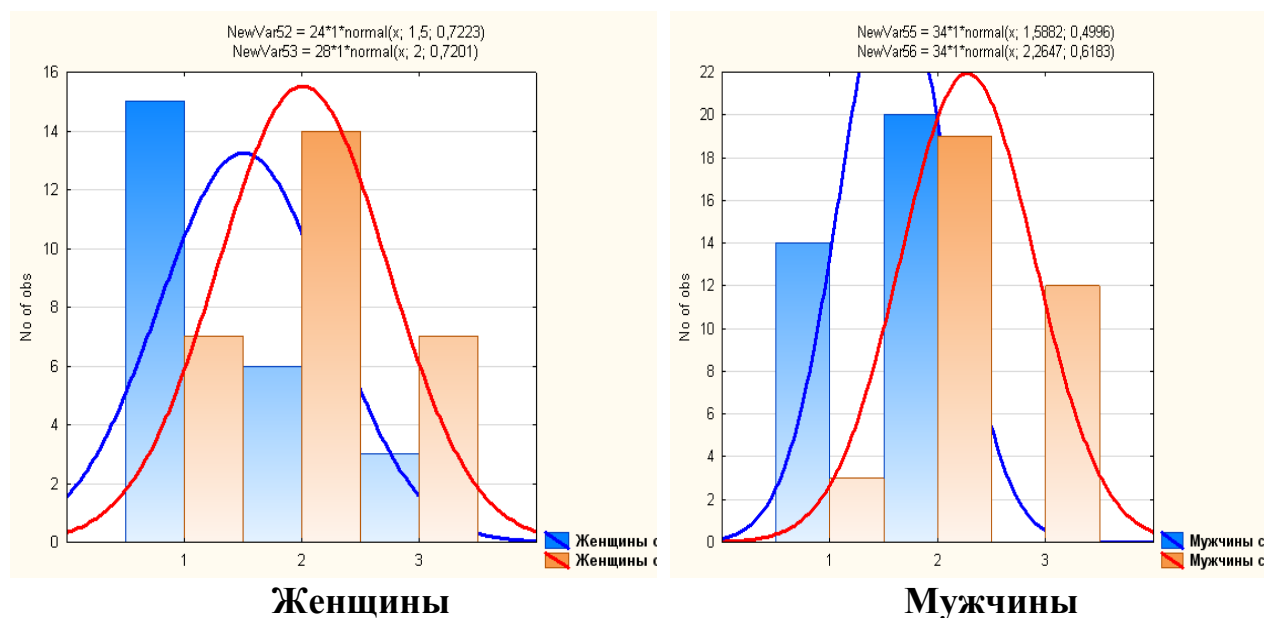 NewVar52 = 24*1*normal(x; 1,5; 0,7223)
NewVar53 = 28*1*normal(x; 2; 0,7201)
16
14
12
10
8
6
4
2
0
No of obs
1 2 3
Женщины с
Женщины с
Женщины
NewVar55 = 34*1*normal(x; 1,5882; 0,4996)
NewVar56 = 34*1*normal(x; 2,2647; 0,6183)
22
20
18
16
14
12
10
8
6
4
2
0
No of obs
1 2 3
Мужчины с
Мужчины с
Мужчины